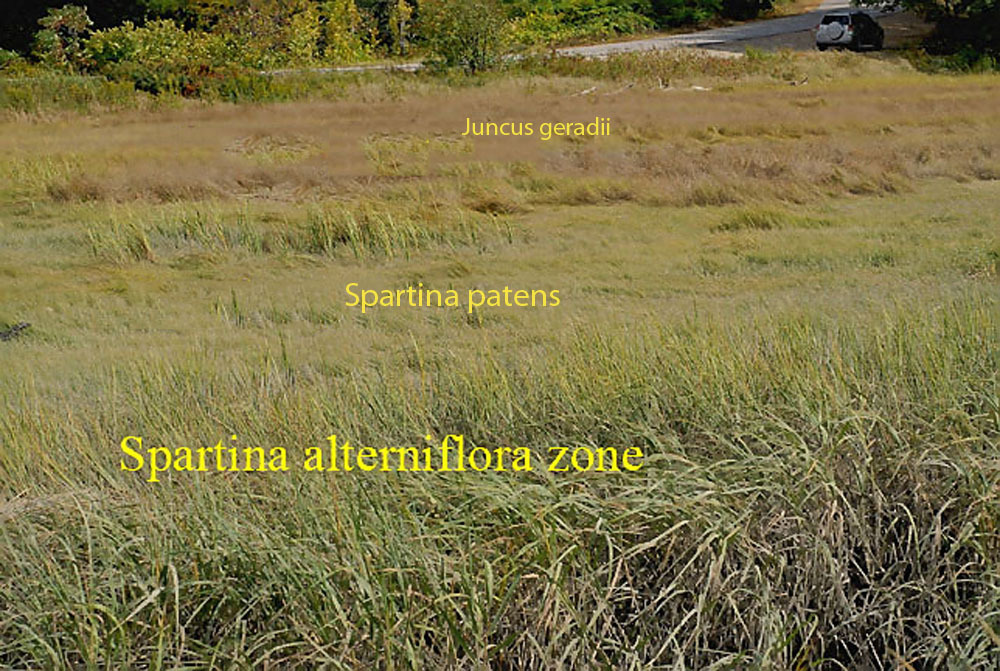 Juncus geradii
Spartina patens
Spartina alterniflora zone